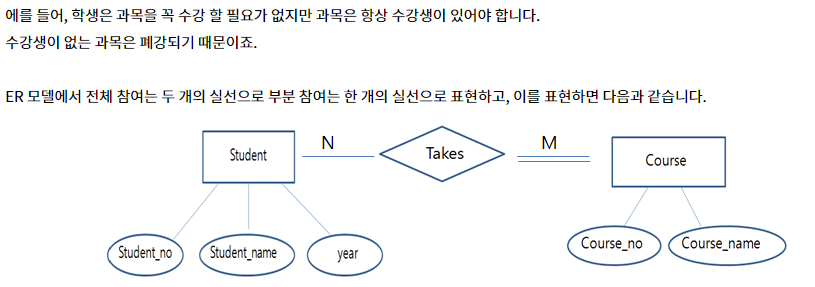 예를 들어, 학생은 과목을 꼭 수강 할 필요가 없지만 과목은 항상 수강생이 있어야 합니다.
수강생이 없는 과목은 폐강되기 때문이죠.
ER 모델에서 전체 참여는 두 개의 실선으로 부분 참여는 한 개의 실선으로 표현하고, 이를 표현하면 다음과 같습니다.
Student
N
Takes
M
Course
Student_no
Student_name
year
Course_no
Course_name